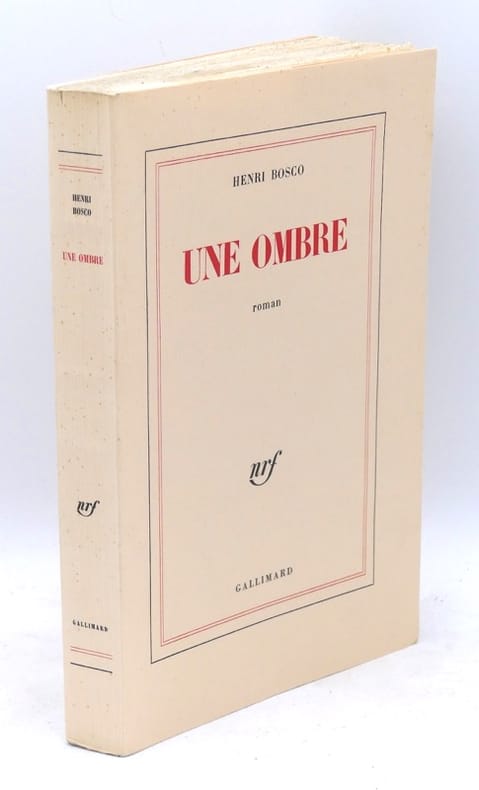 HENRI
BOSCO
UNE OMBRE
nrf
GALLIMARD
HENRI BOSCO
UNE OMBRE
roman
nrf
GALLIMARD